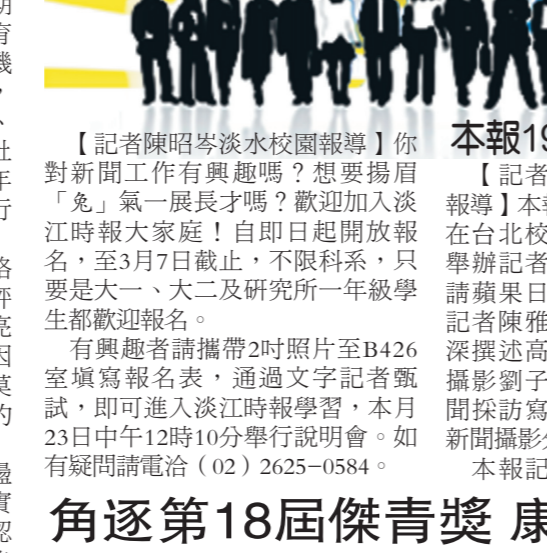 【記者陳昭岑淡水校園報導】你
對新聞工作有興趣嗎？想要揚眉
「兔」氣一展長才嗎？歡迎加入淡
江時報大家庭！自即日起開放報
名，至3月7日截止，不限科系，只
要是大一、大二及研究所一年級學
生都歡迎報名。
有興趣者請攜帶2吋照片至B426
室填寫報名表，通過文字記者甄
試，即可進入淡江時報學習，本月
23日中午12時10分舉行說明會。如
有疑問請電洽（02）2625-0584。
本報19
【記者
報導】本報
在台北校
舉辦記者
請蘋果日
記者陳雅
深撰述高
攝影劉子
聞採訪寫
新聞攝影
本報記
角逐第18屆傑青獎 康